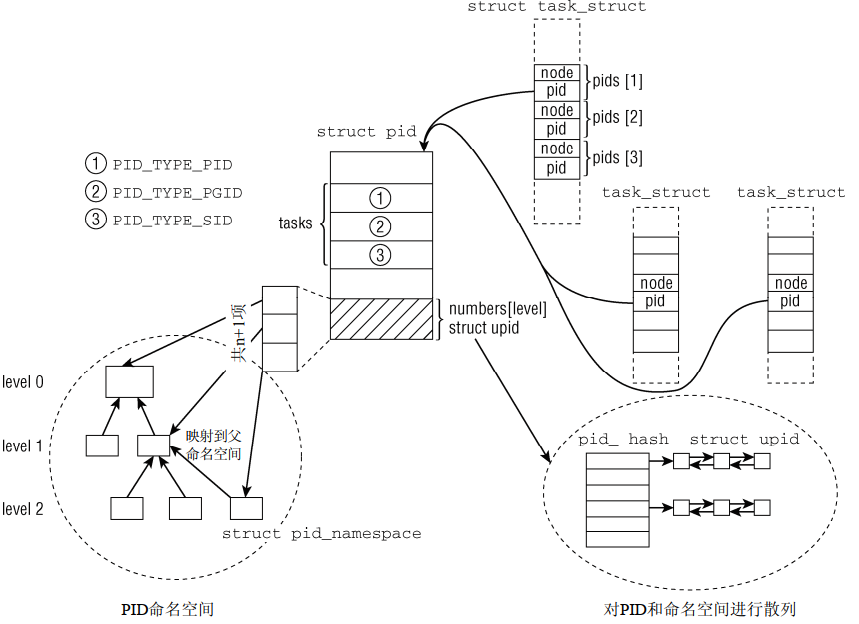 struct task_struct
node
pid
pids [1]
node
pid
pids [2]
node
pid
pids [3]
struct pid
① PID_TYPE_PID
② PID_TYPE_PGID
③ PID_TYPE_SID
tasks
①
②
③
task_struct
task_struct
node
pid
node
pid
numbers[level]
struct upid
共n+1项
level 0
level 1
level 2
映射到父
命名空间
struct pid_namespace
pid_ hash
struct upid
PID命名空间
对PID和命名空间进行散列